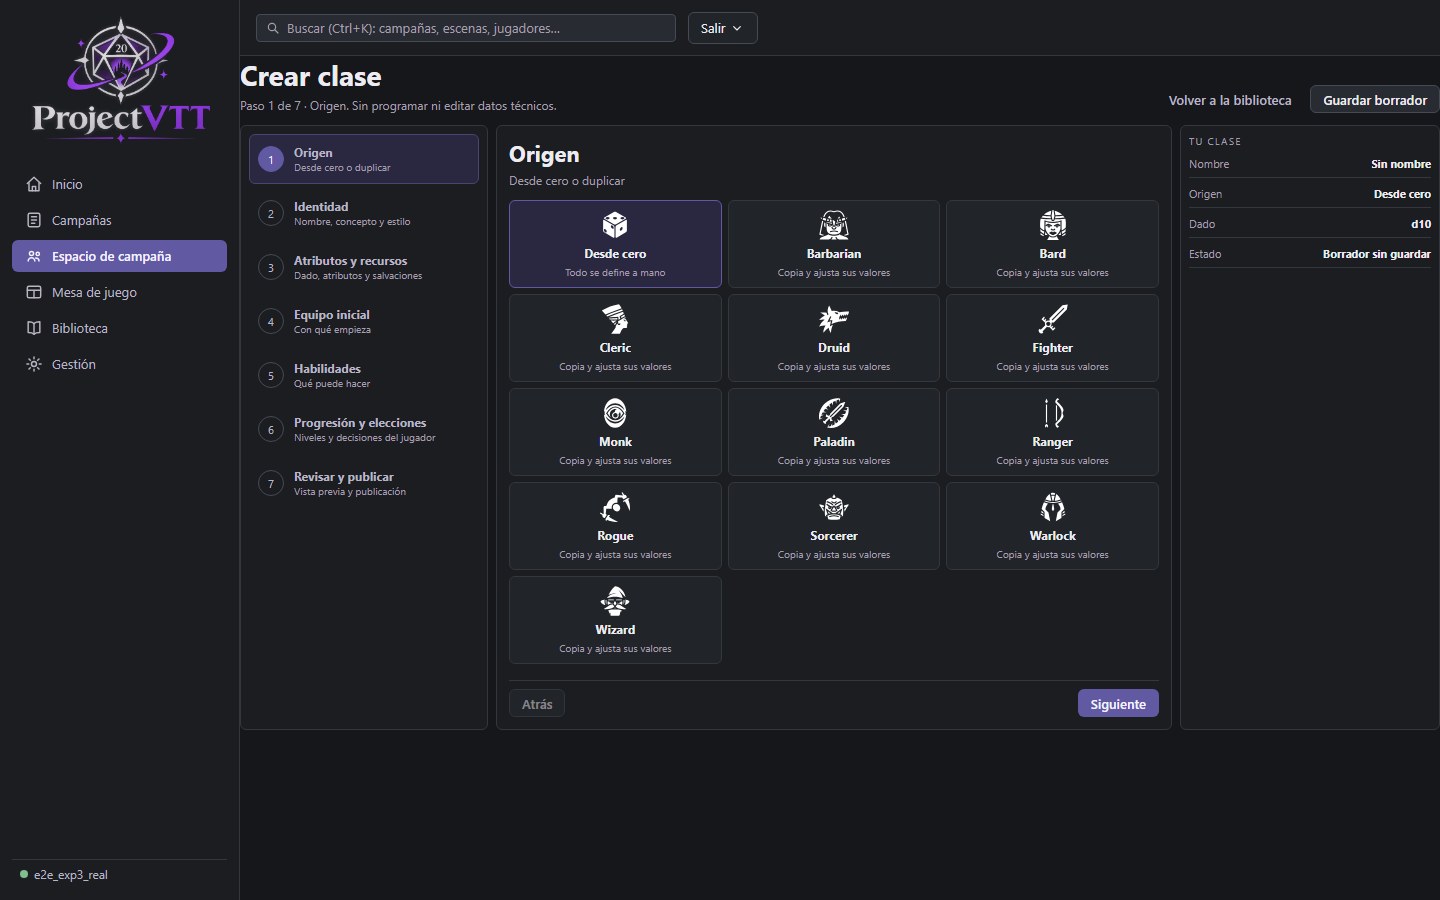 20
ProjectVTT
Inicio
Campañas
Espacio de campaña
Mesa de juego
Biblioteca
Gestión
e2e_exp3_real
Buscar (Ctrl+K): campañas, escenas, jugadores...
Salir
Crear clase
Paso 1 de 7 · Origen. Sin programar ni editar datos técnicos.
Volver a la biblioteca
Guardar borrador
1
Origen
Desde cero o duplicar
2
Identidad
Nombre, concepto y estilo
3
Atributos y recursos
Dado, atributos y salvaciones
4
Equipo inicial
Con qué empieza
5
Habilidades
Qué puede hacer
6
Progresión y elecciones
Niveles y decisiones del jugador
7
Revisar y publicar
Vista previa y publicación
Origen
Desde cero o duplicar
Desde cero
Todo se define a mano
Barbarian
Copia y ajusta sus valores
Bard
Copia y ajusta sus valores
Cleric
Copia y ajusta sus valores
Druid
Copia y ajusta sus valores
Fighter
Copia y ajusta sus valores
Monk
Copia y ajusta sus valores
Paladin
Copia y ajusta sus valores
Ranger
Copia y ajusta sus valores
Rogue
Copia y ajusta sus valores
Sorcerer
Copia y ajusta sus valores
Warlock
Copia y ajusta sus valores
Wizard
Copia y ajusta sus valores
Atrás
Siguiente
TU CLASE
Nombre Sin nombre
Origen Desde cero
Dado d10
Estado Borrador sin guardar